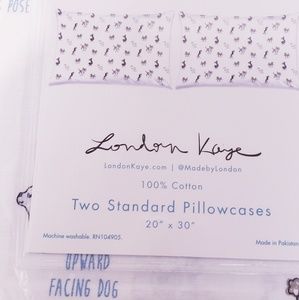 S POSE
London Kaye
LondonKaye.com | @MadebyLondon
100% Cotton
Two Standard Pillowcases
20" x 30"
Machine washable. RN104905.
Made in Pakistan
UPWARD
FACING DOG